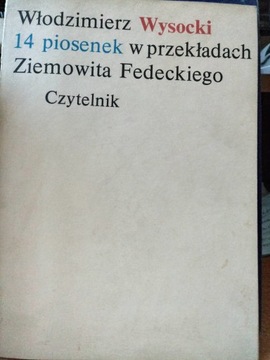 Włodzimierz Wysocki
14 piosenek w przekładach
Ziemowita Fedeckiego
Czytelnik